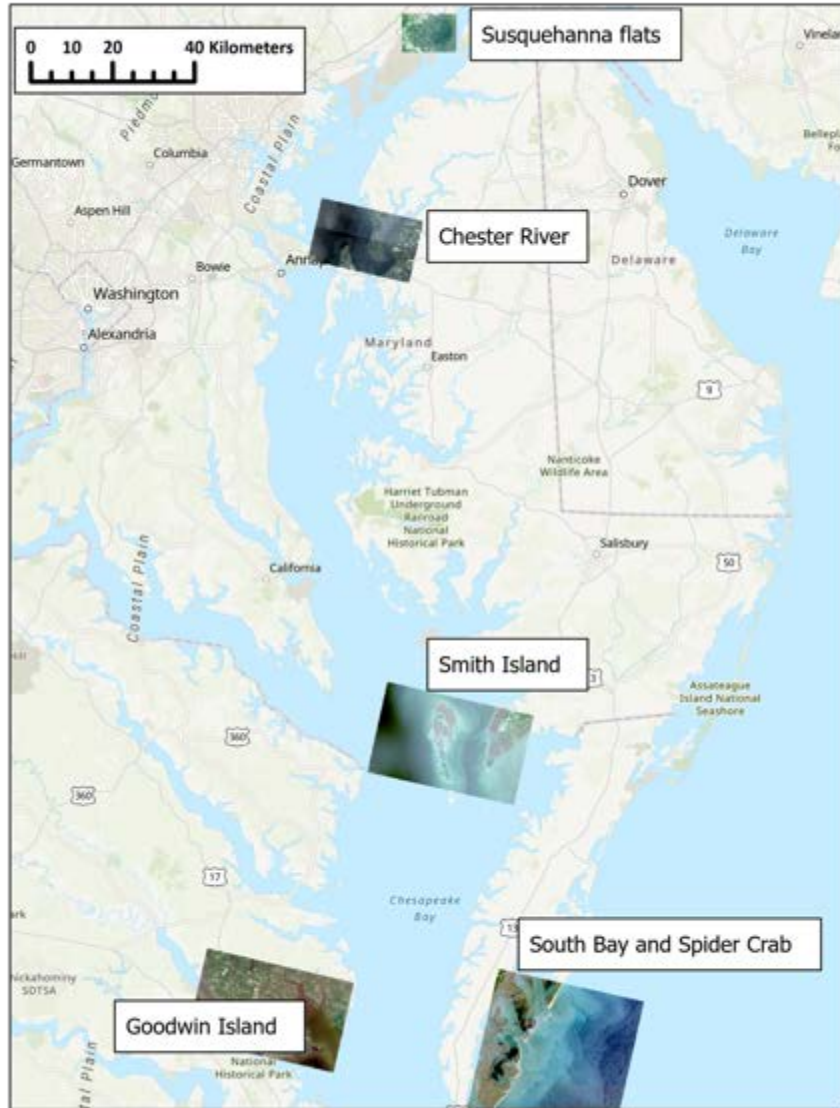 0 10 20 40 Kilometers
Susquehanna flats
Piedmo
Columbia
Germantown
Coastal Plain
Aspen Hill
Dover
Chester River
Delaware
Bay
Delaware
Bowie
Annap
Washington
Alexandria
Maryland
Easton
9
Nanticoke
Wildlife Area
Harriet Tubman
Underground
Railroad
National
Historical Park
Salisbury
50
California
Coastal Plain
Smith Island
Assateague
Island National
Seashore
360
360
17
Chesapeake
Bay
13
South Bay and Spider Crab
hickahominy
SDTSA
Goodwin Island
National
Historical Park